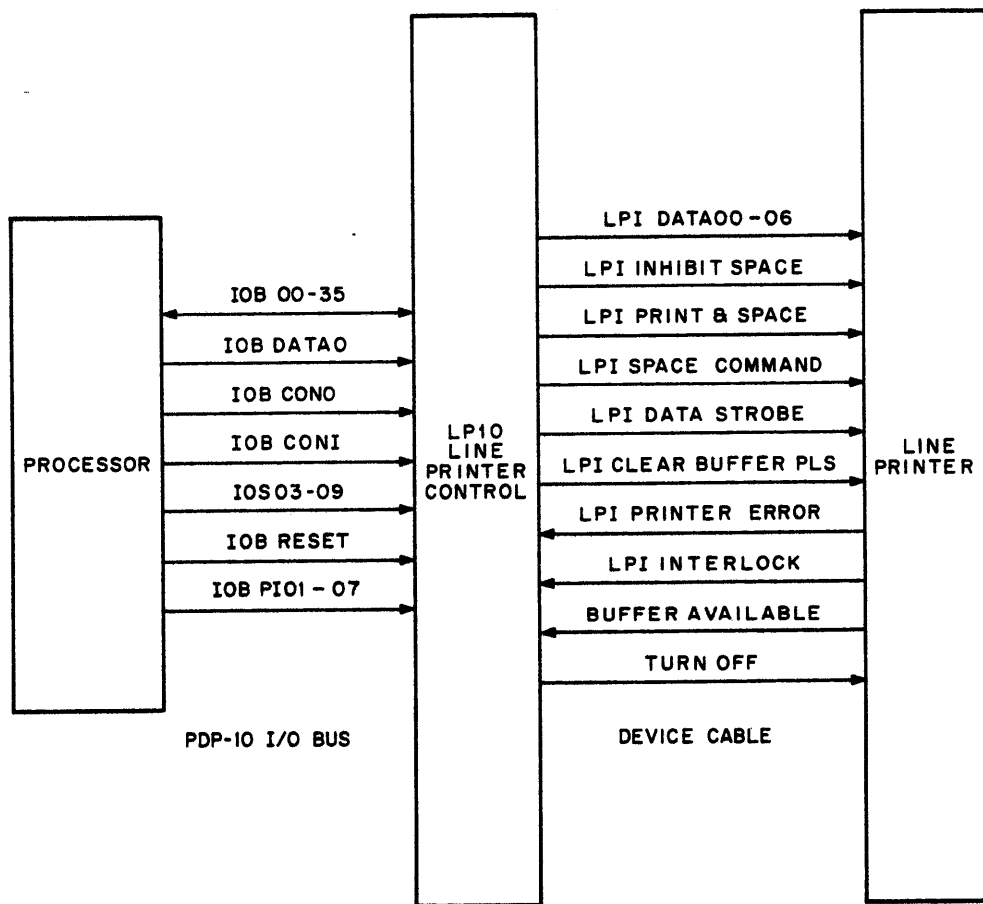 PROCESSOR
IOB 00-35
IOB DATAO
IOB CONO
IOB CONI
IOS03-09
IOB RESET
IOB PI01-07
PDP-10 I/O BUS
LP10
LINE
PRINTER
CONTROL
LPI DATA00-06
LPI INHIBIT SPACE
LPI PRINT & SPACE
LPI SPACE COMMAND
LPI DATA STROBE
LPI CLEAR BUFFER PLS
LPI PRINTER ERROR
LPI INTERLOCK
BUFFER AVAILABLE
TURN OFF
DEVICE CABLE
LINE
PRINTER